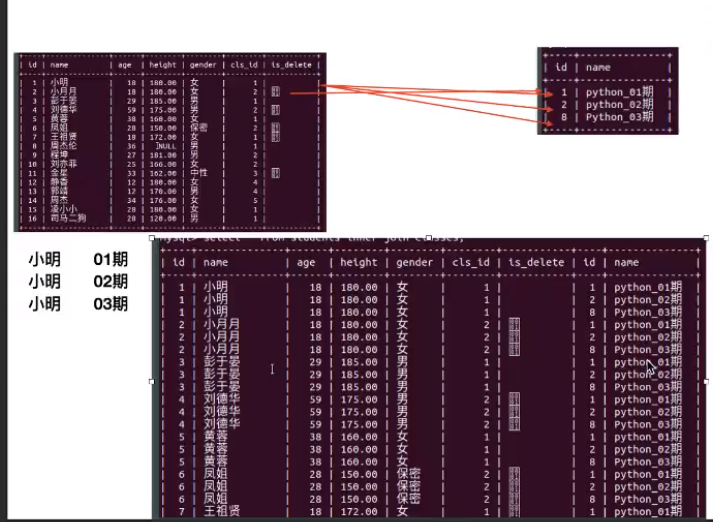 | id | name | age | height | gender | cls_id | is_delete |
| 1 | 小明 | 18 | 180.00 | 女 | 1 | |
| 2 | 小月月 | 18 | 180.00 | 女 | 2 | |
| 3 | 彭于晏 | 29 | 185.00 | 男 | 1 | |
| 4 | 刘德华 | 59 | 175.00 | 男 | 2 | |
| 5 | 黄蓉 | 38 | 160.00 | 女 | 1 | |
| 6 | 凤姐 | 28 | 150.00 | 保密 | 2 | |
| 7 | 王祖贤 | 18 | 172.00 | 女 | 1 | |
| 8 | 周杰伦 | 36 | NULL | 男 | 1 | |
| 9 | 程坤 | 27 | 181.00 | 男 | 2 | |
| 10 | 刘亦菲 | 25 | 166.00 | 女 | 2 | |
| 11 | 金星 | 33 | 162.00 | 中性 | 3 | |
| 12 | 静香 | 12 | 180.00 | 女 | 4 | |
| 13 | 郭靖 | 12 | 170.00 | 男 | 4 | |
| 14 | 周杰 | 34 | 176.00 | 女 | 5 | |
| 15 | 凌小小 | 28 | 180.00 | 女 | 1 | |
| 16 | 司马二狗 | 28 | 120.00 | 男 | 1 | |
| id | name |
| 1 | python_01期 |
| 2 | python_02期 |
| 8 | Python_03期 |
小明 01期
小明 02期
小明 03期
mysql> select * from students inner join classes;
| id | name | age | height | gender | cls_id | is_delete | id | name |
| 1 | 小明 | 18 | 180.00 | 女 | 1 | | 1 | python_01期 |
| 1 | 小明 | 18 | 180.00 | 女 | 1 | | 2 | python_02期 |
| 1 | 小明 | 18 | 180.00 | 女 | 1 | | 8 | Python_03期 |
| 2 | 小月月 | 18 | 180.00 | 女 | 2 | | 1 | python_01期 |
| 2 | 小月月 | 18 | 180.00 | 女 | 2 | | 2 | python_02期 |
| 2 | 小月月 | 18 | 180.00 | 女 | 2 | | 8 | Python_03期 |
| 3 | 彭于晏 | 29 | 185.00 | 男 | 1 | | 1 | python_01期 |
| 3 | 彭于晏 | 29 | 185.00 | 男 | 1 | | 2 | python_02期 |
| 3 | 彭于晏 | 29 | 185.00 | 男 | 1 | | 8 | Python_03期 |
| 4 | 刘德华 | 59 | 175.00 | 男 | 2 | | 1 | python_01期 |
| 4 | 刘德华 | 59 | 175.00 | 男 | 2 | | 2 | python_02期 |
| 4 | 刘德华 | 59 | 175.00 | 男 | 2 | | 8 | Python_03期 |
| 5 | 黄蓉 | 38 | 160.00 | 女 | 1 | | 1 | python_01期 |
| 5 | 黄蓉 | 38 | 160.00 | 女 | 1 | | 2 | python_02期 |
| 5 | 黄蓉 | 38 | 160.00 | 女 | 1 | | 8 | Python_03期 |
| 6 | 凤姐 | 28 | 150.00 | 保密 | 2 | | 1 | python_01期 |
| 6 | 凤姐 | 28 | 150.00 | 保密 | 2 | | 2 | python_02期 |
| 6 | 凤姐 | 28 | 150.00 | 保密 | 2 | | 8 | Python_03期 |
| 7 | 王祖贤 | 18 | 172.00 | 女 | 1 | | 1 | python_01期 |